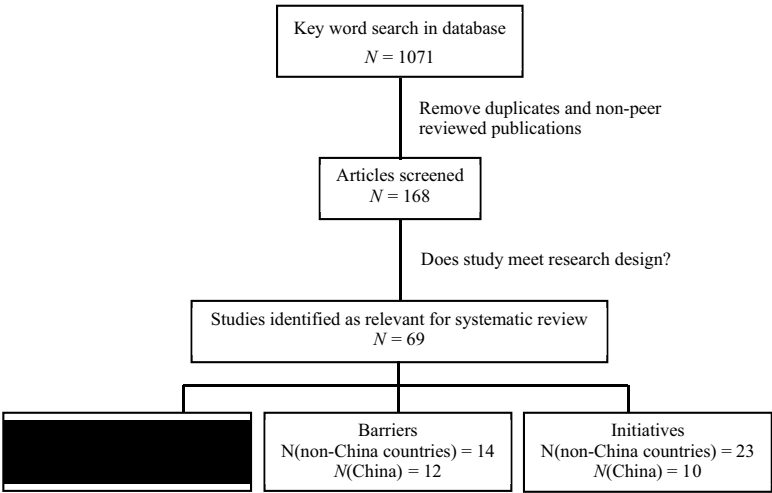 Key word search in database
N = 1071
Remove duplicates and non-peer
reviewed publications
Articles screened
N = 168
Does study meet research design?
Studies identified as relevant for systematic review
N = 69
Barriers
N(non-China countries) = 14
N(China) = 12
Initiatives
N(non-China countries) = 23
N(China) = 10